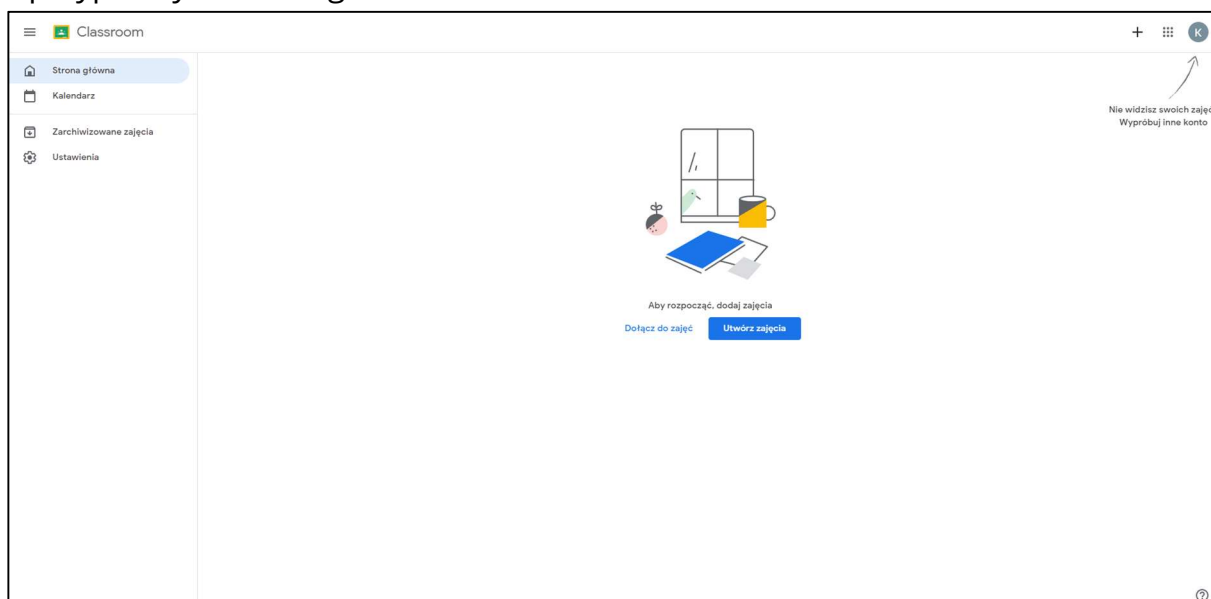 Classroom
K
Strona główna
Kalendarz
Zarchiwizowane zajęcia
Ustawienia
Nie widzisz swoich
Wypróbuj inne konto
Aby rozpocząć, dodaj zajęcia
Dołącz do zajęć
Utwórz zajęcia